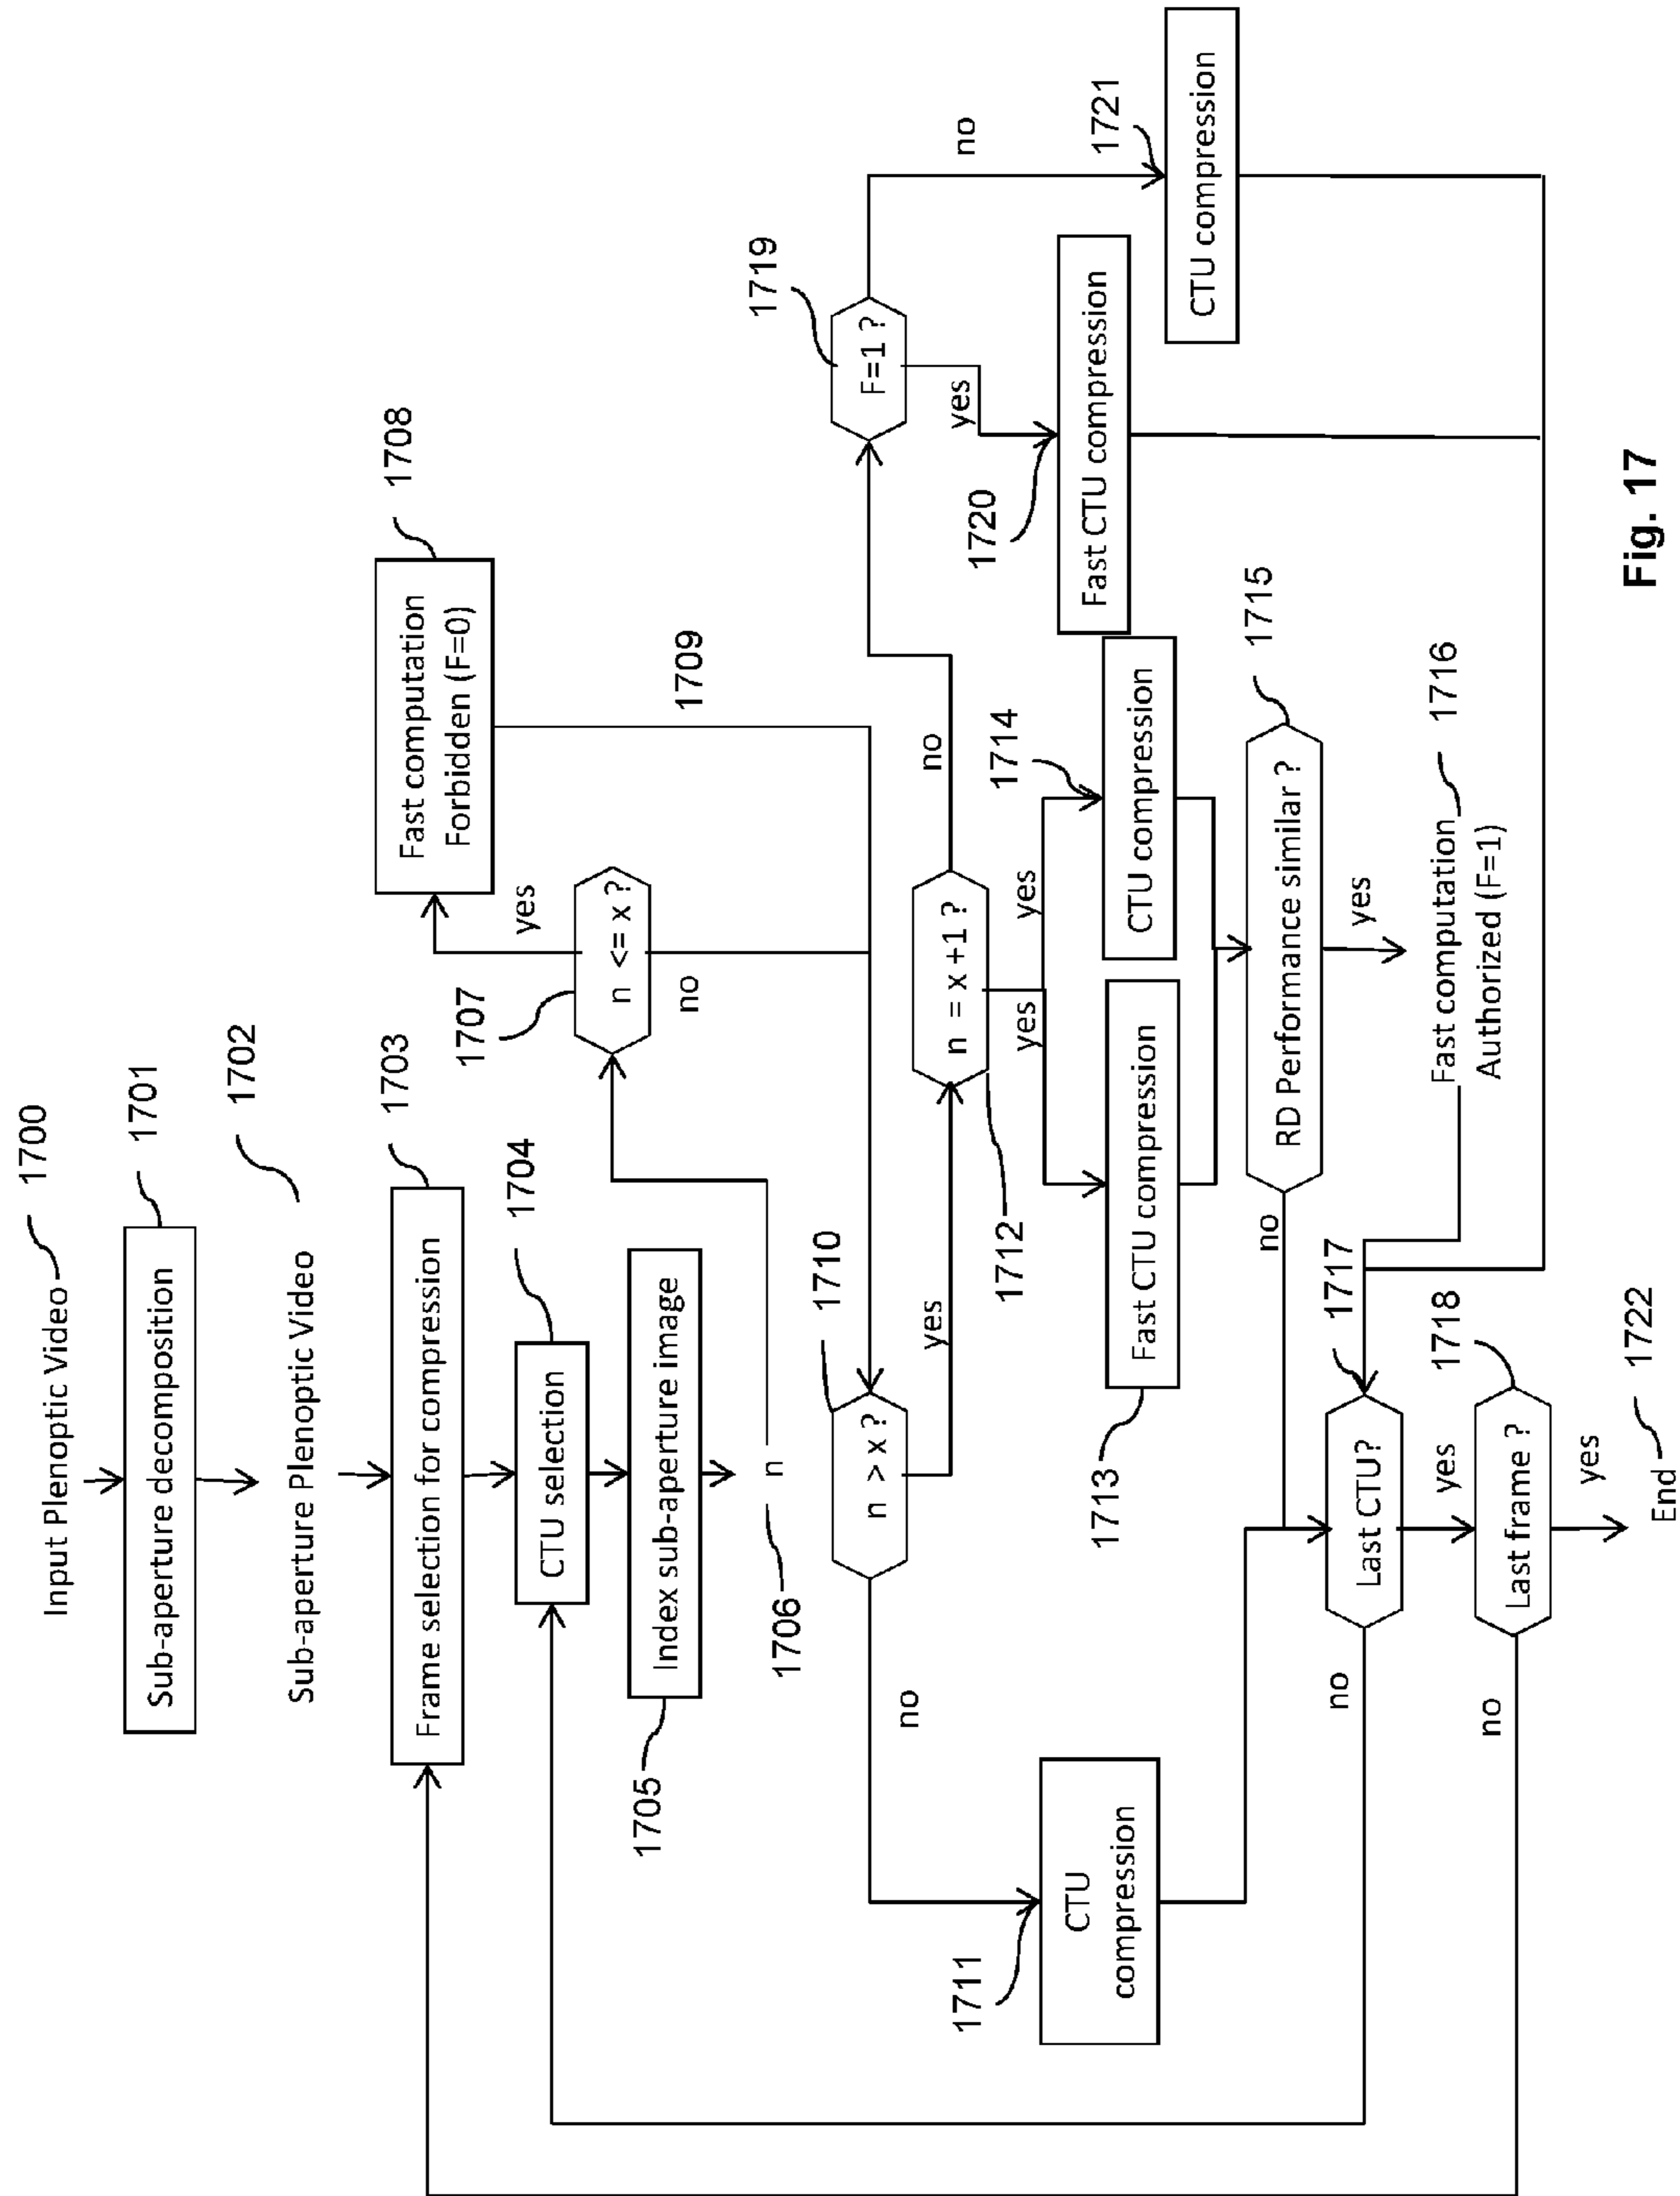 Input Plenoptic Video
1700
Sub-aperture decomposition
1701
Sub-aperture Plenoptic Video
1702
Frame selection for compression
1703
CTU selection
1704
Index sub-aperture image
1705
n
1706
n <= x ?
1707
yes
no
Fast computation
Forbidden (F=0)
1708
1709
n > x ?
1710
no
yes
CTU
compression
1711
n = x +1 ?
1712
yes
yes
no
Fast CTU compression
1713
CTU compression
1714
F=1 ?
1719
yes
no
Fast CTU compression
1720
CTU compression
1721
RD Performance similar ?
1715
no
yes
Fast computation
Authorized (F=1)
1716
Last CTU?
1717
no
yes
Last frame ?
1718
no
yes
End
1722
Fig. 17